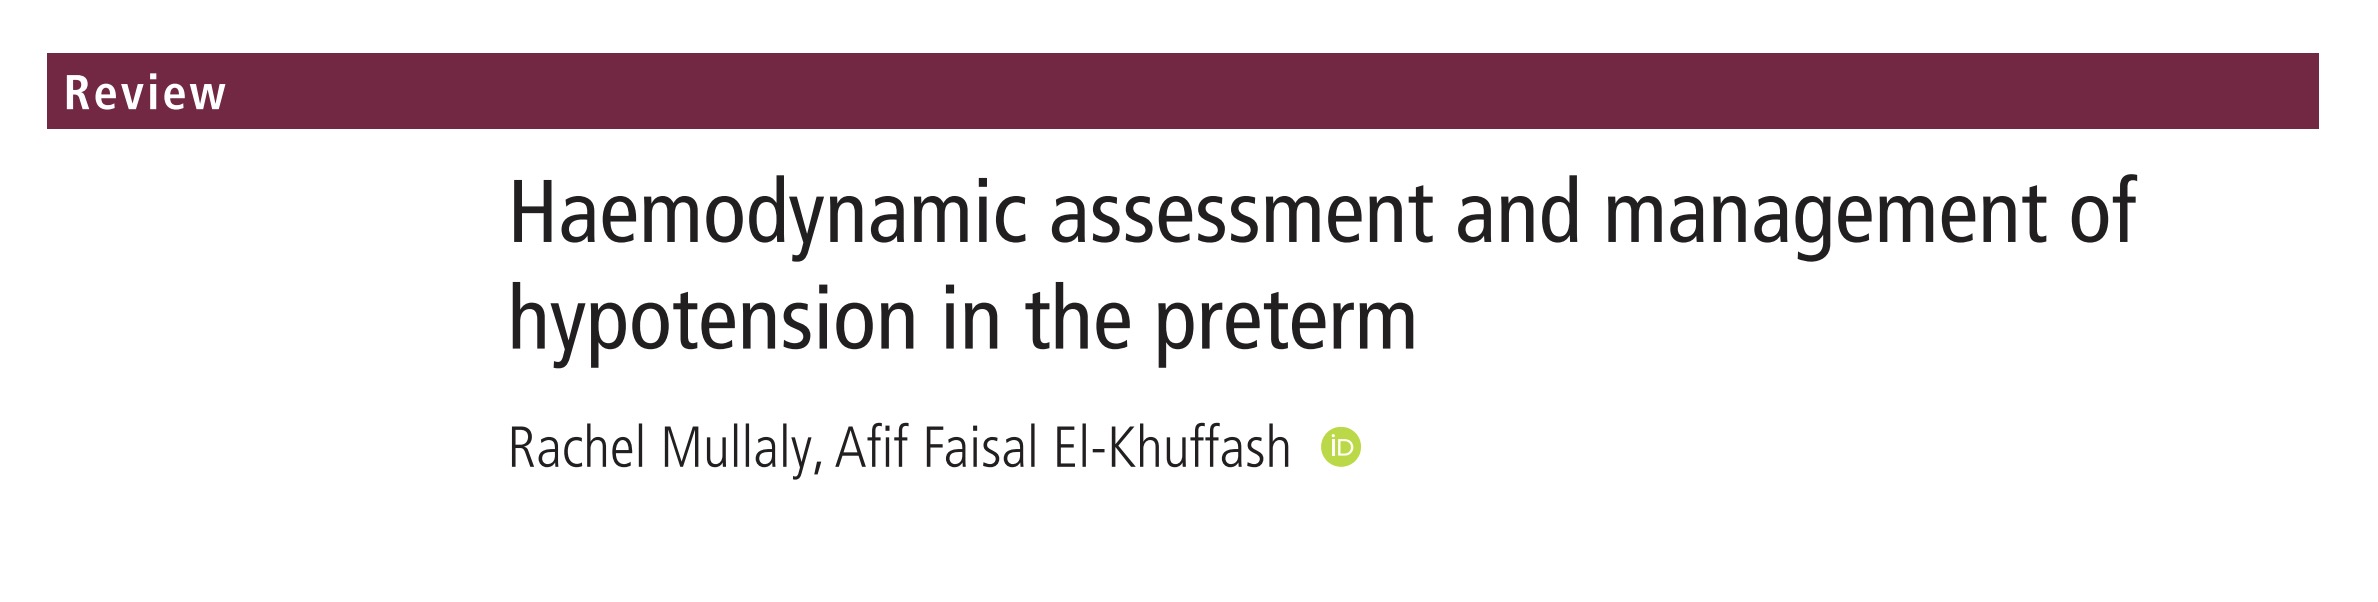 Review
Haemodynamic assessment and management of
hypotension in the preterm
Rachel Mullaly, Afif Faisal El-Khuffash iD